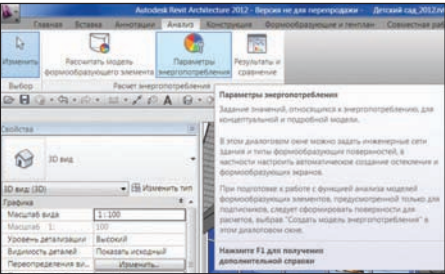 Autodesk Revit Architecture 2012 - Версия не для перепродажи - Детский сад_2012.rvt
Главная Вставка Аннотации Анализ Конструкция Формообразующие и генплан Совместная раб
Изменить
Рассчитать модель формообразующего элемента
Параметры энергопотребления
Результаты и сравнение
Выбор Расчет энергопотребления
Свойства
3D вид
3D вид: {3D} Изменить тип
Графика
Масштаб вида 1 : 100
Масштаб 1: 100
Уровень детализации Высокий
Видимость деталей Показать исходный
Переопределения ви... Изменить...
Параметры энергопотребления
Задание значений, относящихся к энергопотреблению, для
концептуальной и подробной модели.
В этом диалоговом окне можно задать инженерные сети
здания и типы формообразующих поверхностей, в
частности настроить автоматическое создание остекления и
формообразующих экранов.
При подготовке к работе с функцией анализа моделей
формообразующих элементов, предусмотренной только для
подписчиков, следует сформировать поверхности для
расчетов, выбрав "Создать модель энергопотребления" в
этом диалоговом окне.
Нажмите F1 для получения
дополнительной справки